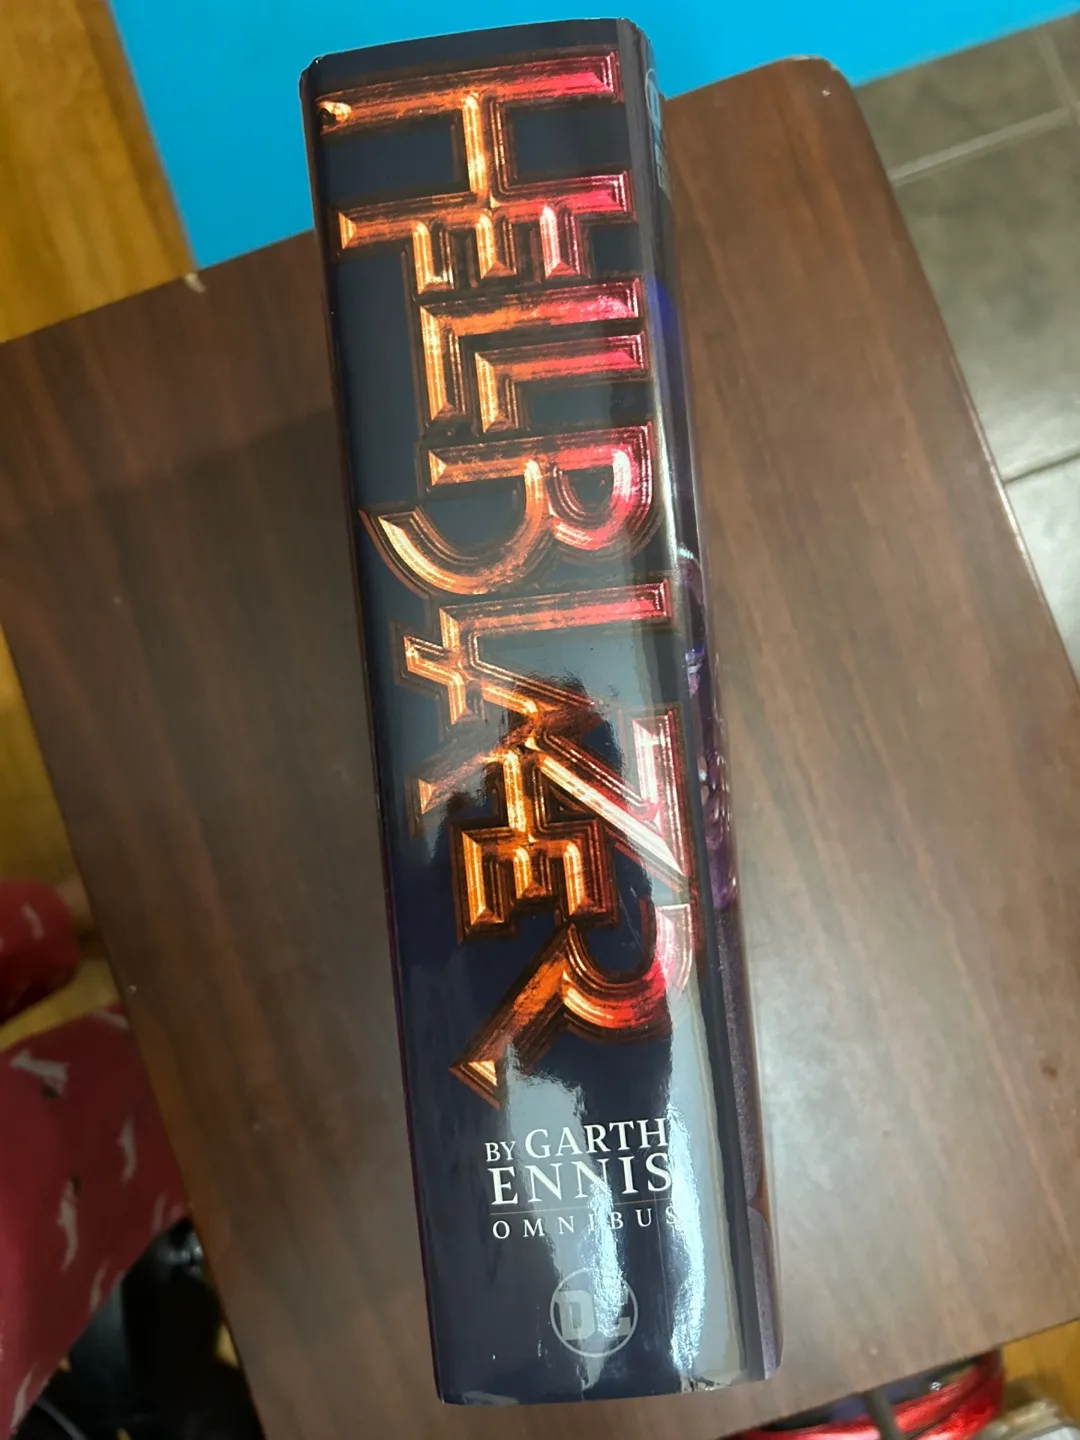 HELLBLAZER
BY GARTH
ENNIS
OMNIBUS
DC